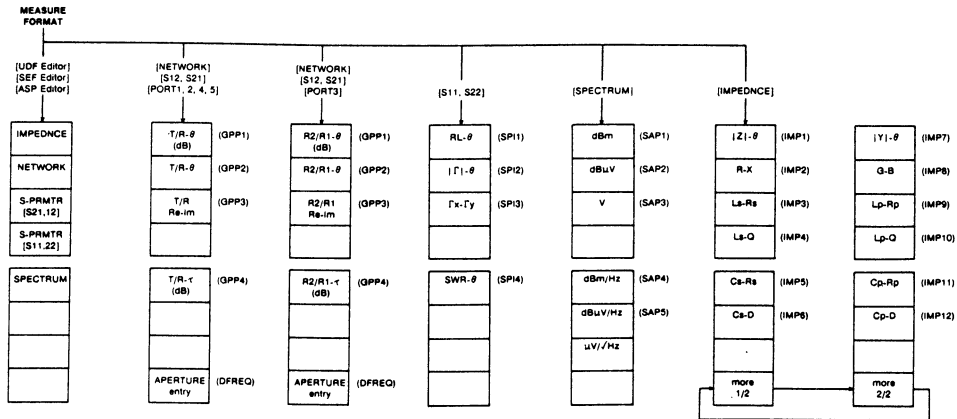 MEASURE
FORMAT
[UDF Editor]
[SEF Editor]
[ASP Editor]
IMPEDNCE
NETWORK
S-PRMTR
[S21,12]
S-PRMTR
[S11,22]
SPECTRUM
[NETWORK]
[S12, S21]
[PORT1, 2, 4, 5]
T/R-θ
(dB)
(GPP1)
T/R-θ
(GPP2)
T/R
Re-Im
(GPP3)
T/R-τ
(dB)
(GPP4)
APERTURE
entry
(DFREQ)
[NETWORK]
[S12, S21]
[PORT3]
R2/R1-θ
(dB)
(GPP1)
R2/R1-θ
(GPP2)
R2/R1
Re-Im
(GPP3)
R2/R1-τ
(dB)
(GPP4)
APERTURE
entry
(DFREQ)
[S11, S22]
RL-θ
(SPI1)
|Γ|-θ
(SPI2)
Γx-Γy
(SPI3)
SWR-θ
(SPI4)
[SPECTRUM]
dBm
(SAP1)
dBuV
(SAP2)
V
(SAP3)
dBm/Hz
(SAP4)
dBuV/Hz
(SAP5)
μV/√Hz
[IMPEDNCE]
|Z|-θ
(IMP1)
R-X
(IMP2)
Ls-Rs
(IMP3)
Ls-Q
(IMP4)
Cs-Rs
(IMP5)
Cs-D
(IMP6)
more
1/2
|Y|-θ
(IMP7)
G-B
(IMP8)
Lp-Rp
(IMP9)
Lp-Q
(IMP10)
Cp-Rp
(IMP11)
Cp-D
(IMP12)
more
2/2